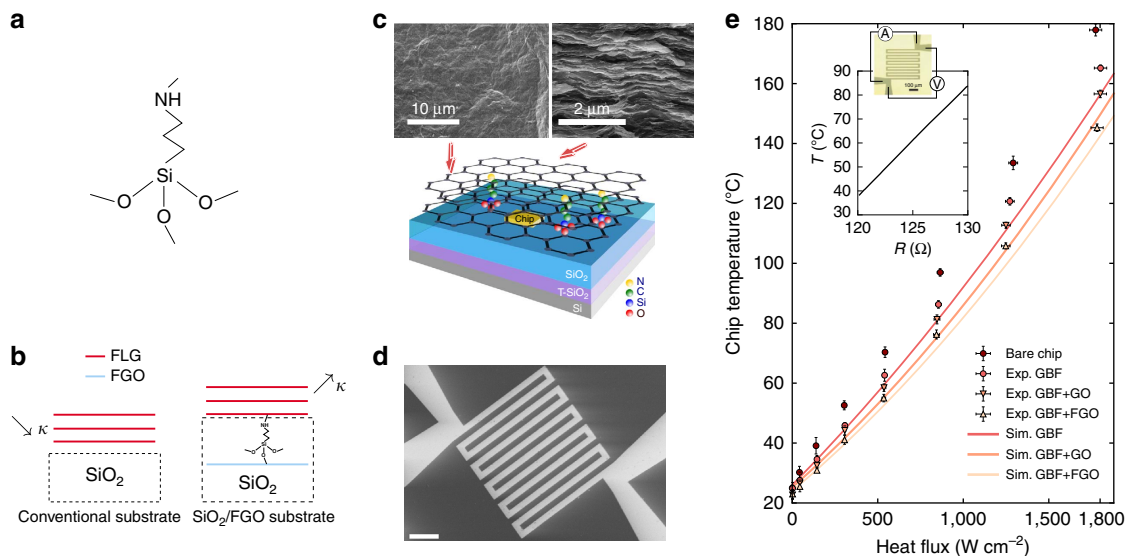 a
NH
Si
O
O
O
b
FLG
FGO
κ
κ
SiO2
NH
Si
O
O
O
SiO2
Conventional substrate
SiO2/FGO substrate
c
10 μm
2 μm
Chip
SiO2
T-SiO2
Si
N
C
Si
O
d
e
180
160
140
120
100
80
60
40
20
Chip temperature (°C)
0
500
1,000
1,500
1,800
Heat flux (W cm−2)
A
V
100 μm
90
80
70
60
50
40
30
T (°C)
120
125
130
R (Ω)
Bare chip
Exp. GBF
Exp. GBF+GO
Exp. GBF+FGO
Sim. GBF
Sim. GBF+GO
Sim. GBF+FGO